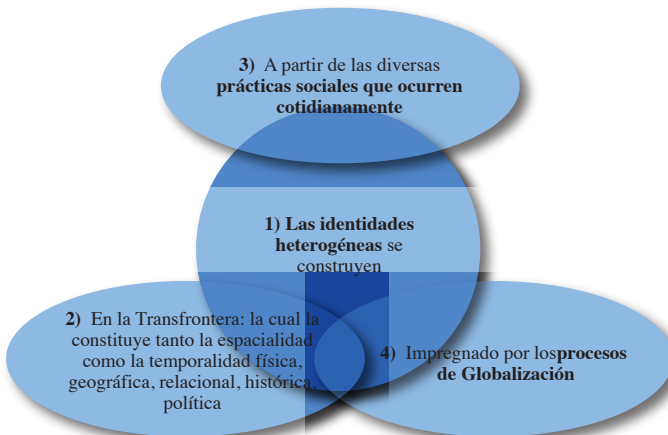 3) A partir de las diversas
prácticas sociales que ocurren
cotidianamente
1) Las identidades
heterogéneas se
construyen
2) En la Transfrontera: la cual la
constituye tanto la espacialidad
como la temporalidad física,
geográfica, relacional, histórica,
política
4) Impregnado por losprocesos
de Globalización